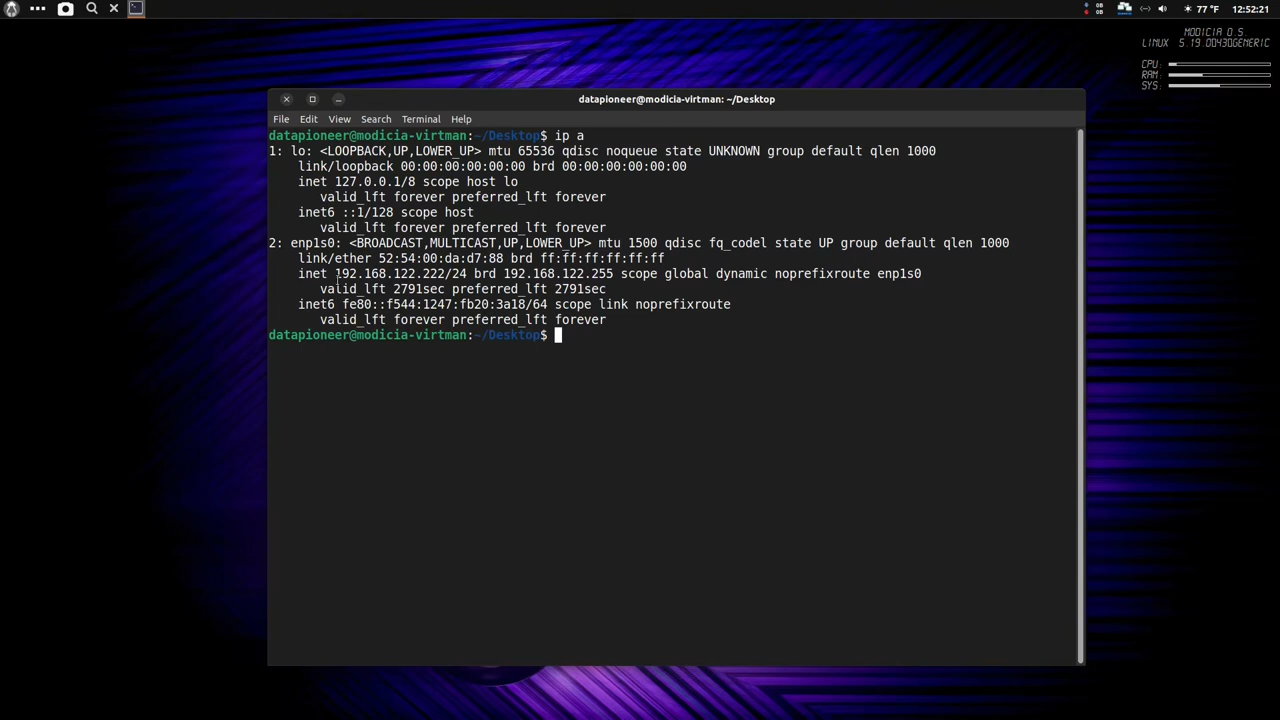 77 °F 12:52:21
MODICIA O.S.
LINUX 5.19.00430GENERIC
CPU:
RAM:
SYS:
datapioneer@modicia-virtman: ~/Desktop
File Edit View Search Terminal Help
datapioneer@modicia-virtman:~/Desktop$ ip a
1: lo: <LOOPBACK,UP,LOWER_UP> mtu 65536 qdisc noqueue state UNKNOWN group default qlen 1000
link/loopback 00:00:00:00:00:00 brd 00:00:00:00:00:00
inet 127.0.0.1/8 scope host lo
valid_lft forever preferred_lft forever
inet6 ::1/128 scope host
valid_lft forever preferred_lft forever
2: enp1s0: <BROADCAST,MULTICAST,UP,LOWER_UP> mtu 1500 qdisc fq_codel state UP group default qlen 1000
link/ether 52:54:00:da:d7:88 brd ff:ff:ff:ff:ff:ff
inet 192.168.122.222/24 brd 192.168.122.255 scope global dynamic noprefixroute enp1s0
valid_lft 2791sec preferred_lft 2791sec
inet6 fe80::f544:1247:fb20:3a18/64 scope link noprefixroute
valid_lft forever preferred_lft forever
datapioneer@modicia-virtman:~/Desktop$